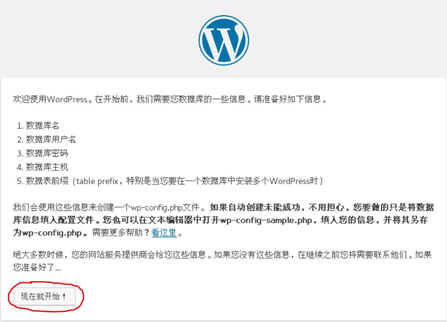 欢迎使用WordPress。在开始前，我们需要您数据库的一些信息。请准备好如下信息。
1. 数据库名
2. 数据库用户名
3. 数据库密码
4. 数据库主机
5. 数据表前缀（table prefix，特别是当您要在一个数据库中安装多个WordPress时）
我们会使用这些信息来创建一个wp-config.php文件。如果自动创建未能成功，不用担心，您要做的只是将数据
库信息填入配置文件。您也可以在文本编辑器中打开wp-config-sample.php，填入您的信息，并将其另存
为wp-config.php。需要更多帮助？看这里。
绝大多数时候，您的网站服务提供商会给您这些信息。如果您没有这些信息，在继续之前您将需要联系他们。如果
您准备好了...
现在就开始！